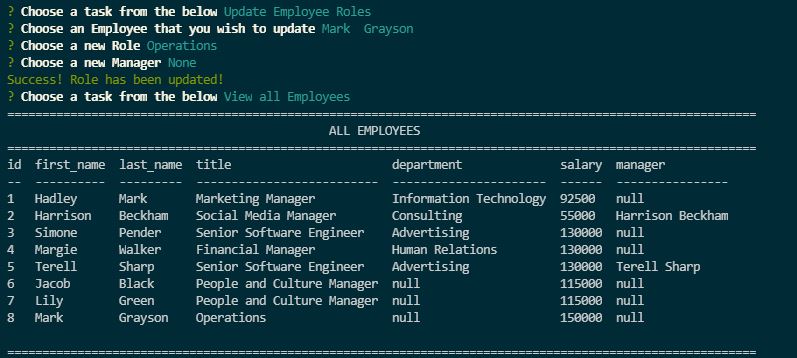 ? Choose a task from the below Update Employee Roles
? Choose an Employee that you wish to update Mark  Grayson
? Choose a new Role Operations
? Choose a new Manager None
Success! Role has been updated!
? Choose a task from the below View all Employees
===========================================================================================================
                                              ALL EMPLOYEES
===========================================================================================================
id  first_name  last_name  title                       department              salary  manager
--  ----------  ---------  --------------------------  ----------------------  ------  ----------------
1   Hadley      Mark       Marketing Manager           Information Technology  92500   null
2   Harrison    Beckham    Social Media Manager        Consulting              55000   Harrison Beckham
3   Simone      Pender     Senior Software Engineer    Advertising             130000  null
4   Margie      Walker     Financial Manager           Human Relations         130000  null
5   Terell      Sharp      Senior Software Engineer    Advertising             130000  Terell Sharp
6   Jacob       Black      People and Culture Manager  null                    115000  null
7   Lily        Green      People and Culture Manager  null                    115000  null
8   Mark        Grayson    Operations                  null                    150000  null
===========================================================================================================